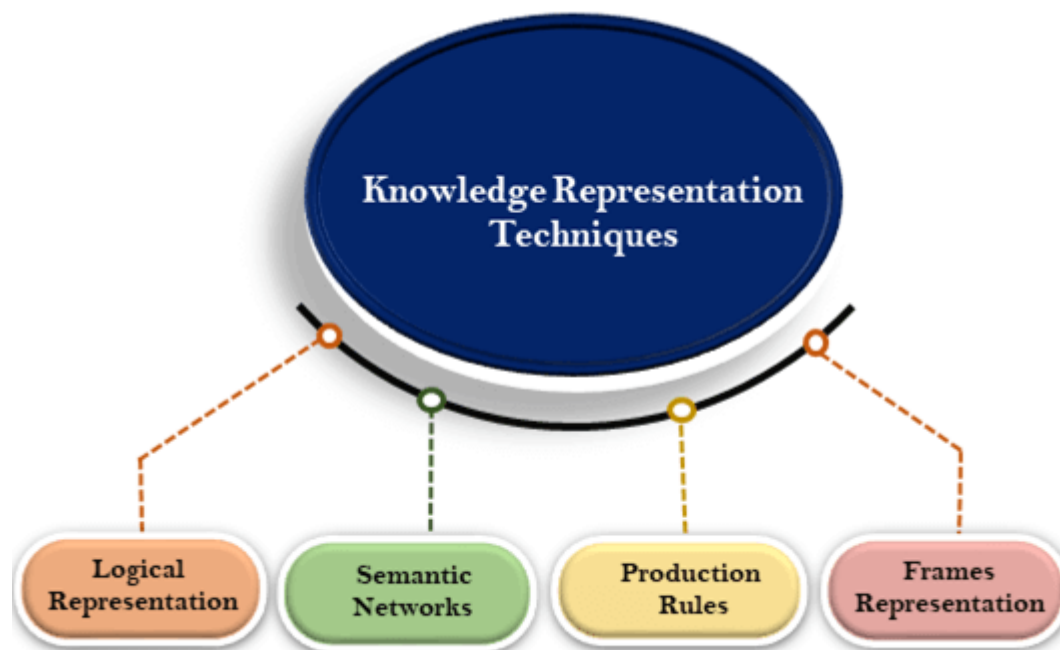 Knowledge Representation
Techniques
Logical
Representation
Semantic
Networks
Production
Rules
Frames
Representation